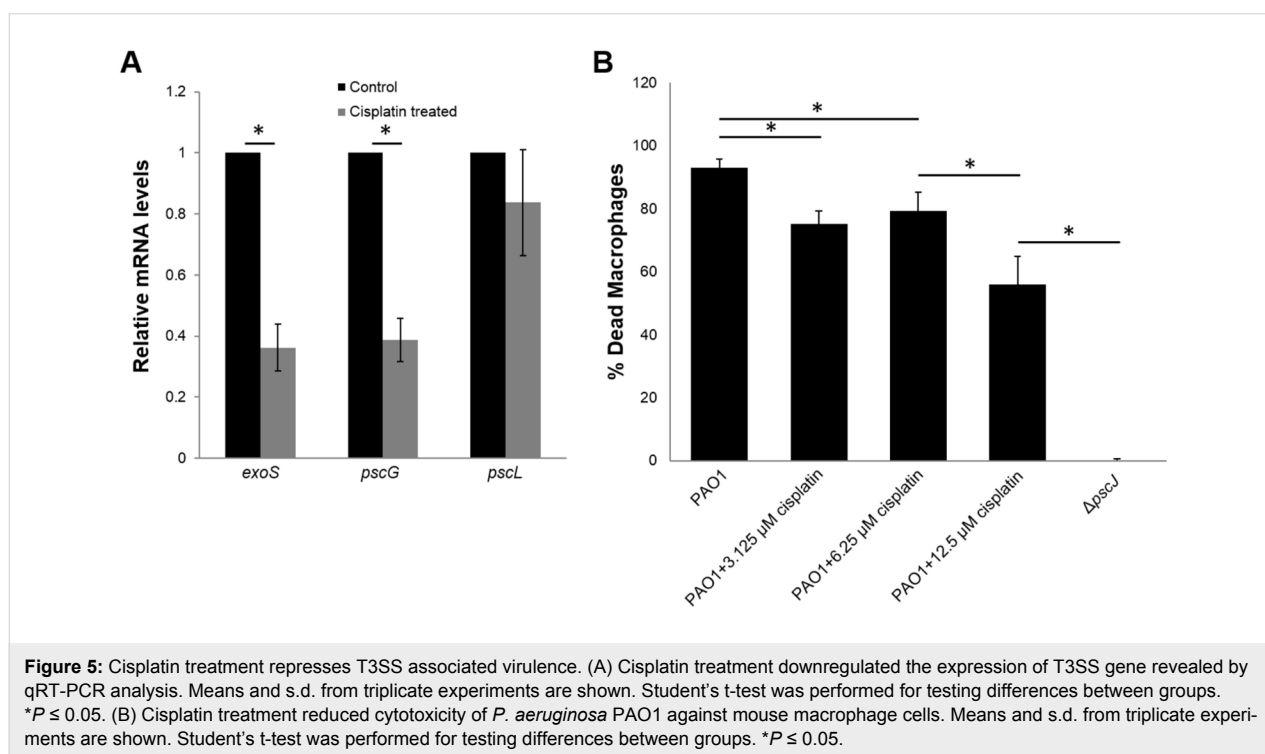 A
Control
Cisplatin treated
Relative mRNA levels
1.2
1
0.8
0.6
0.4
0.2
0
*
*
exoS
pscG
pscL
B
% Dead Macrophages
120
100
80
60
40
20
0
*
*
*
*
PAO1
PAO1+3.125 µM cisplatin
PAO1+6.25 µM cisplatin
PAO1+12.5 µM cisplatin
ΔpscJ
Figure 5: Cisplatin treatment represses T3SS associated virulence. (A) Cisplatin treatment downregulated the expression of T3SS gene revealed by
qRT-PCR analysis. Means and s.d. from triplicate experiments are shown. Student’s t-test was performed for testing differences between groups.
*P ≤ 0.05. (B) Cisplatin treatment reduced cytotoxicity of P. aeruginosa PAO1 against mouse macrophage cells. Means and s.d. from triplicate experi-
ments are shown. Student’s t-test was performed for testing differences between groups. *P ≤ 0.05.